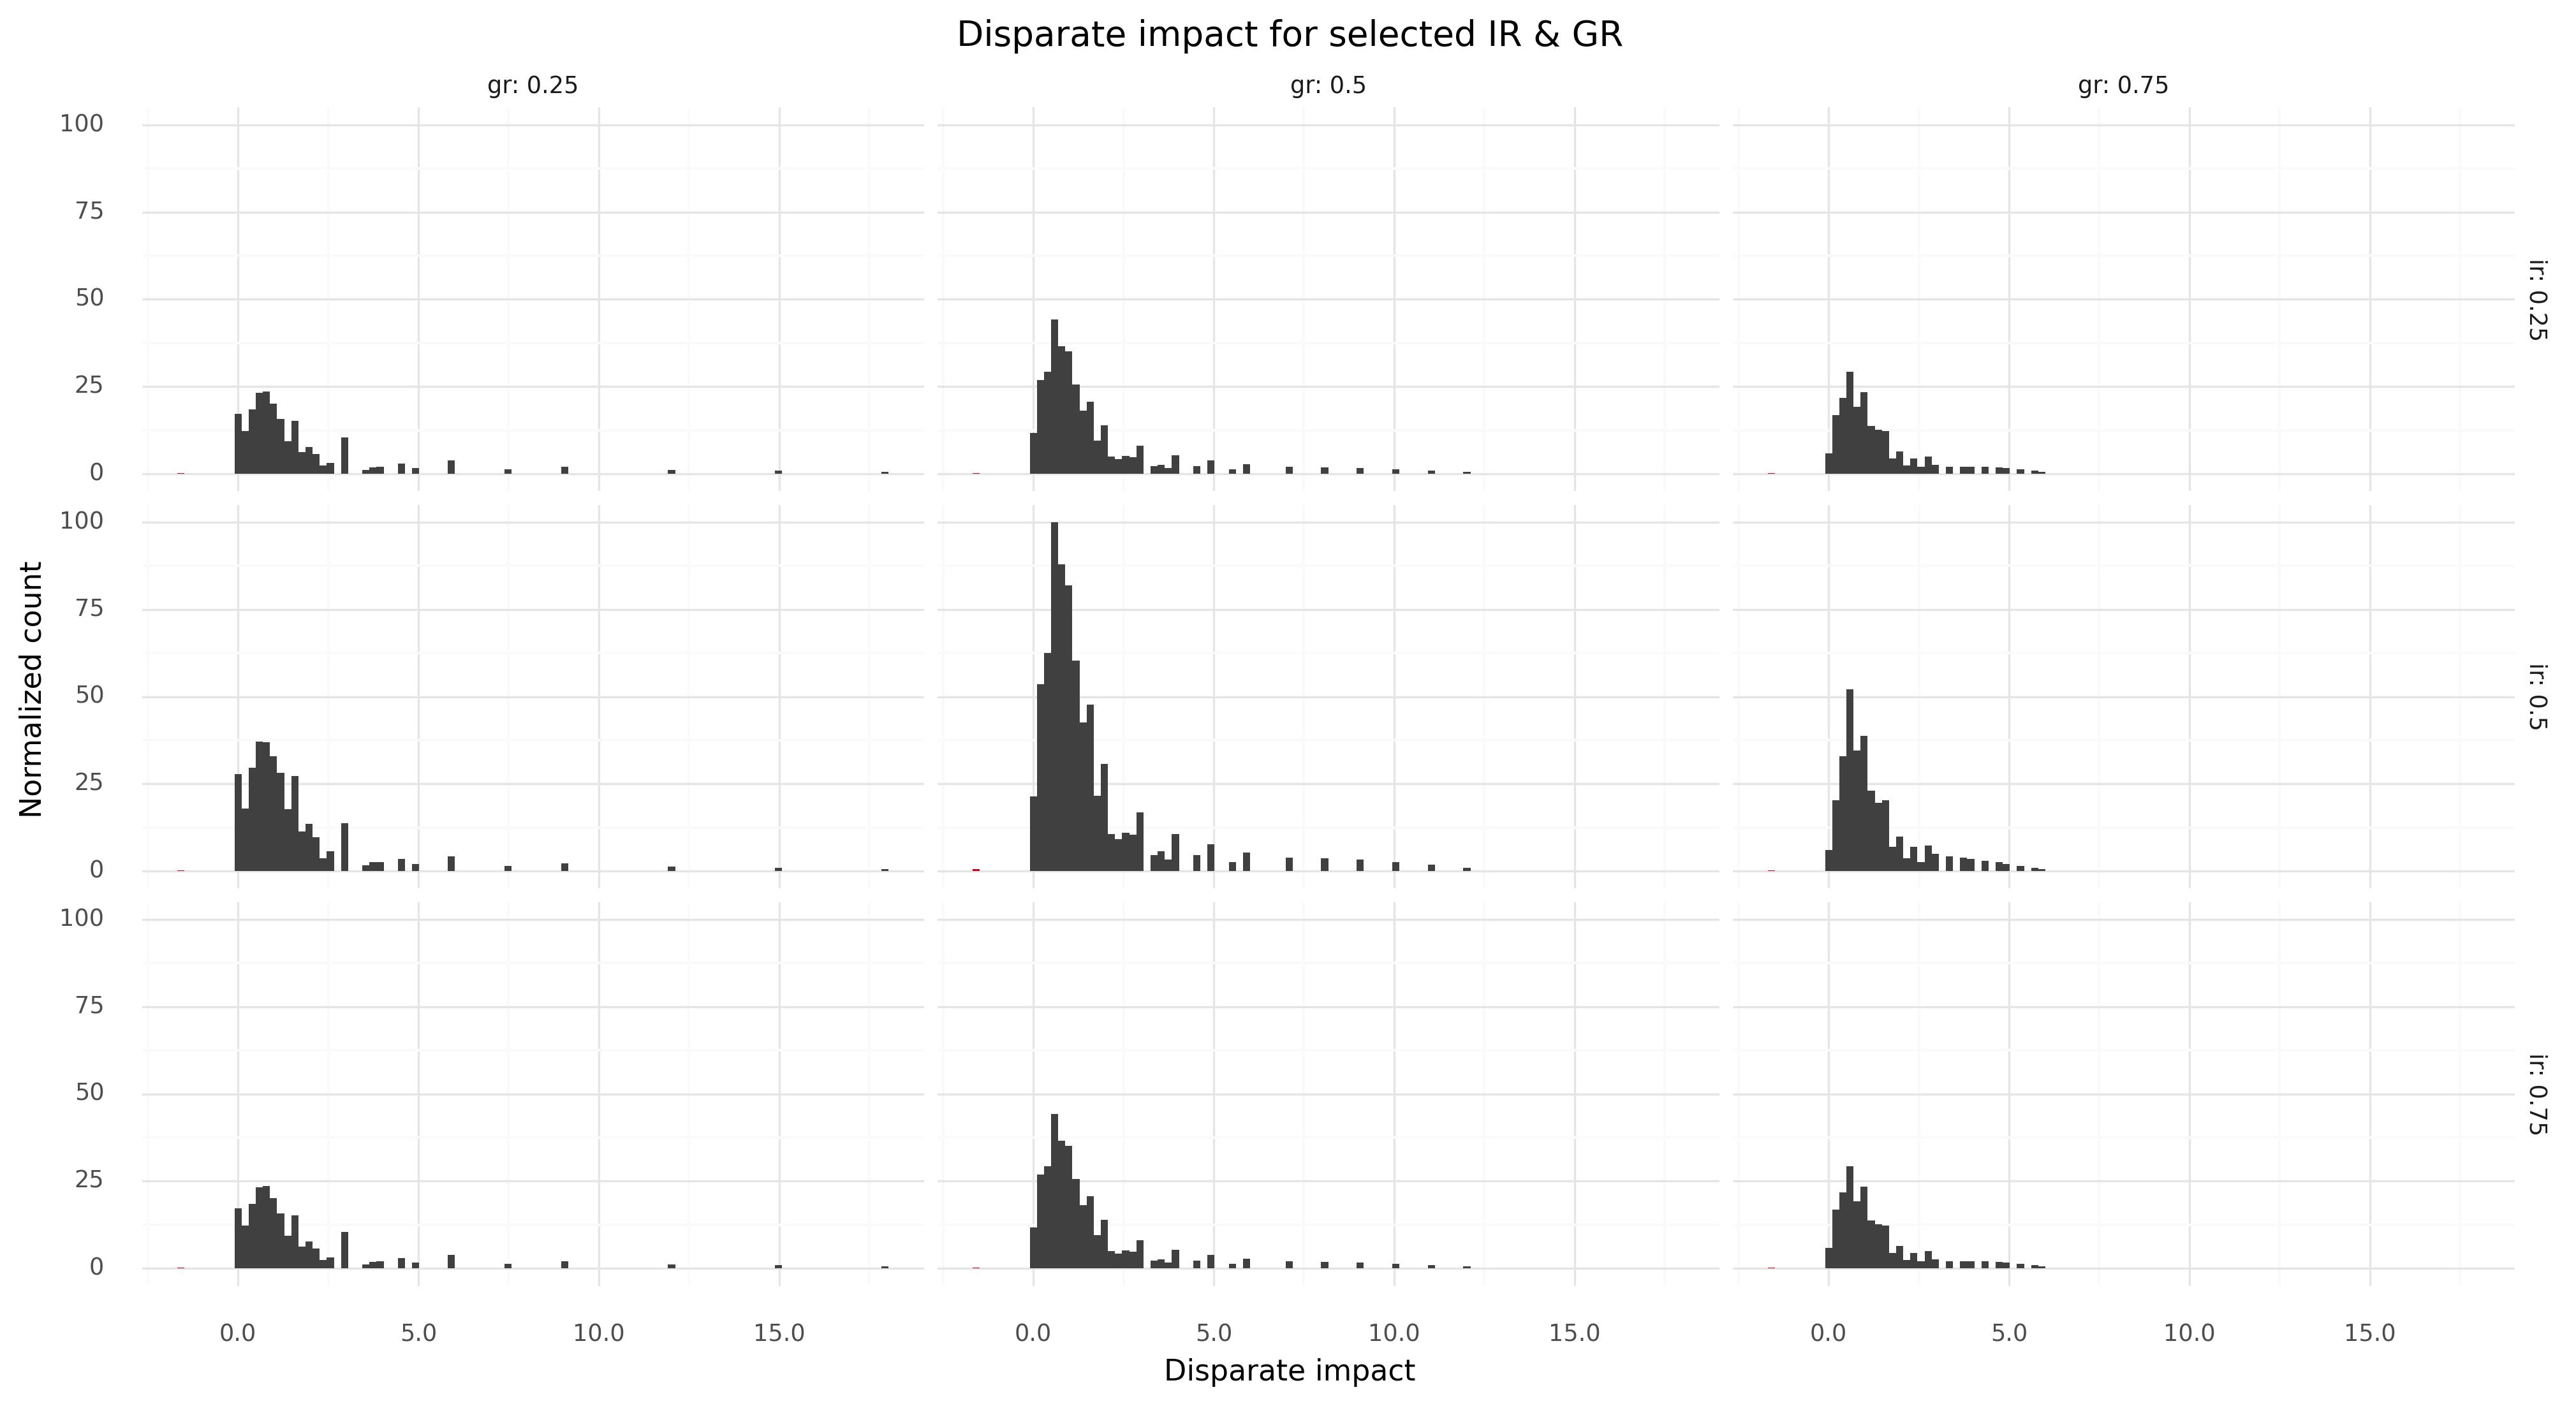 Disparate impact for selected IR & GR
gr: 0.25
gr: 0.5
gr: 0.75
100
75
50
25
0
ir: 0.25
100
75
50
25
0
ir: 0.5
100
75
50
25
0
ir: 0.75
Normalized count
0.0 5.0 10.0 15.0
0.0 5.0 10.0 15.0
0.0 5.0 10.0 15.0
Disparate impact